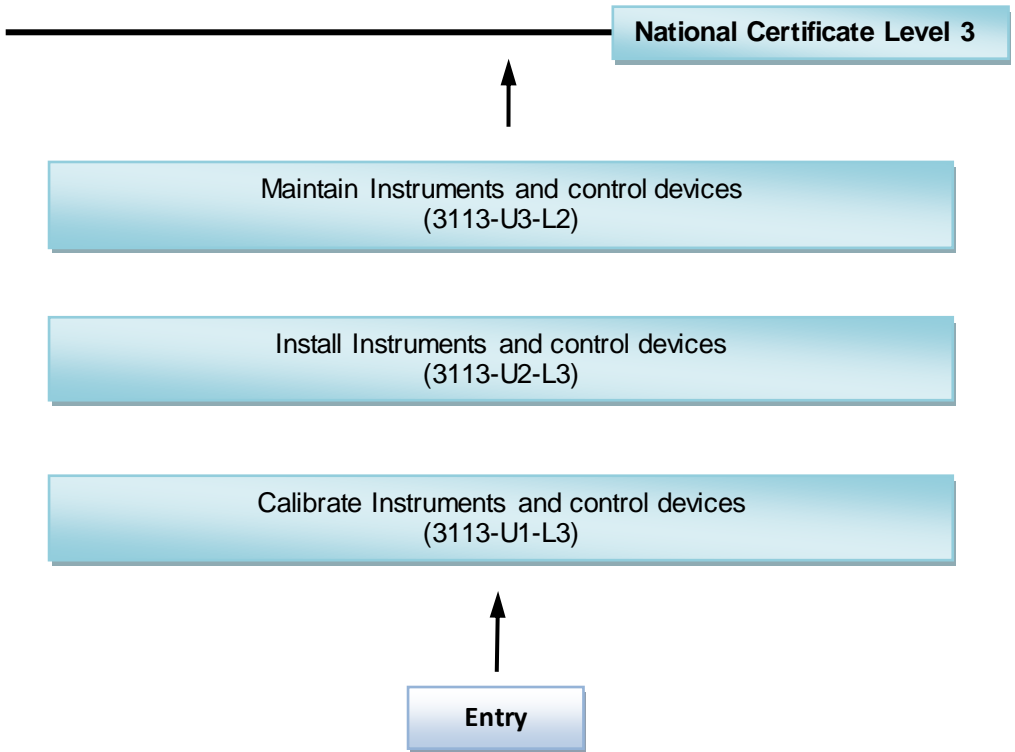 National Certificate Level 3
Maintain Instruments and control devices
(3113-U3-L2)
Install Instruments and control devices
(3113-U2-L3)
Calibrate Instruments and control devices
(3113-U1-L3)
Entry